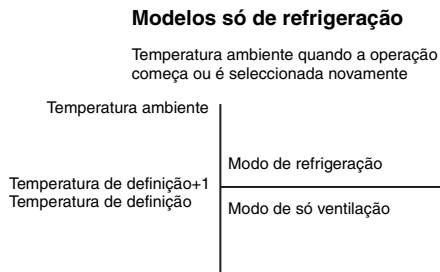 Modelos só de refrigeração
Temperatura ambiente quando a operação
começa ou é seleccionada novamente
Temperatura ambiente
Modo de refrigeração
Temperatura de definição+1
Temperatura de definição
Modo de só ventilação